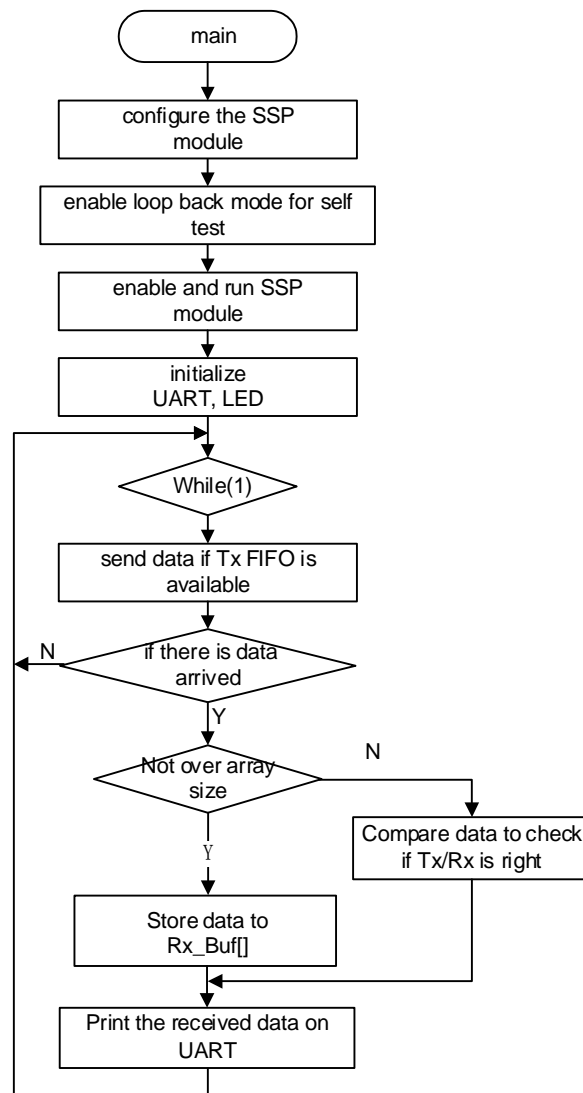 main
configure the SSP
module
enable loop back mode for self
test
enable and run SSP
module
initialize
UART, LED
While(1)
send data if Tx FIFO is
available
N
if there is data
arrived
Y
Not over array
size
N
Y
Compare data to check
if Tx/Rx is right
Store data to
Rx_Buf[]
Print the received data on
UART